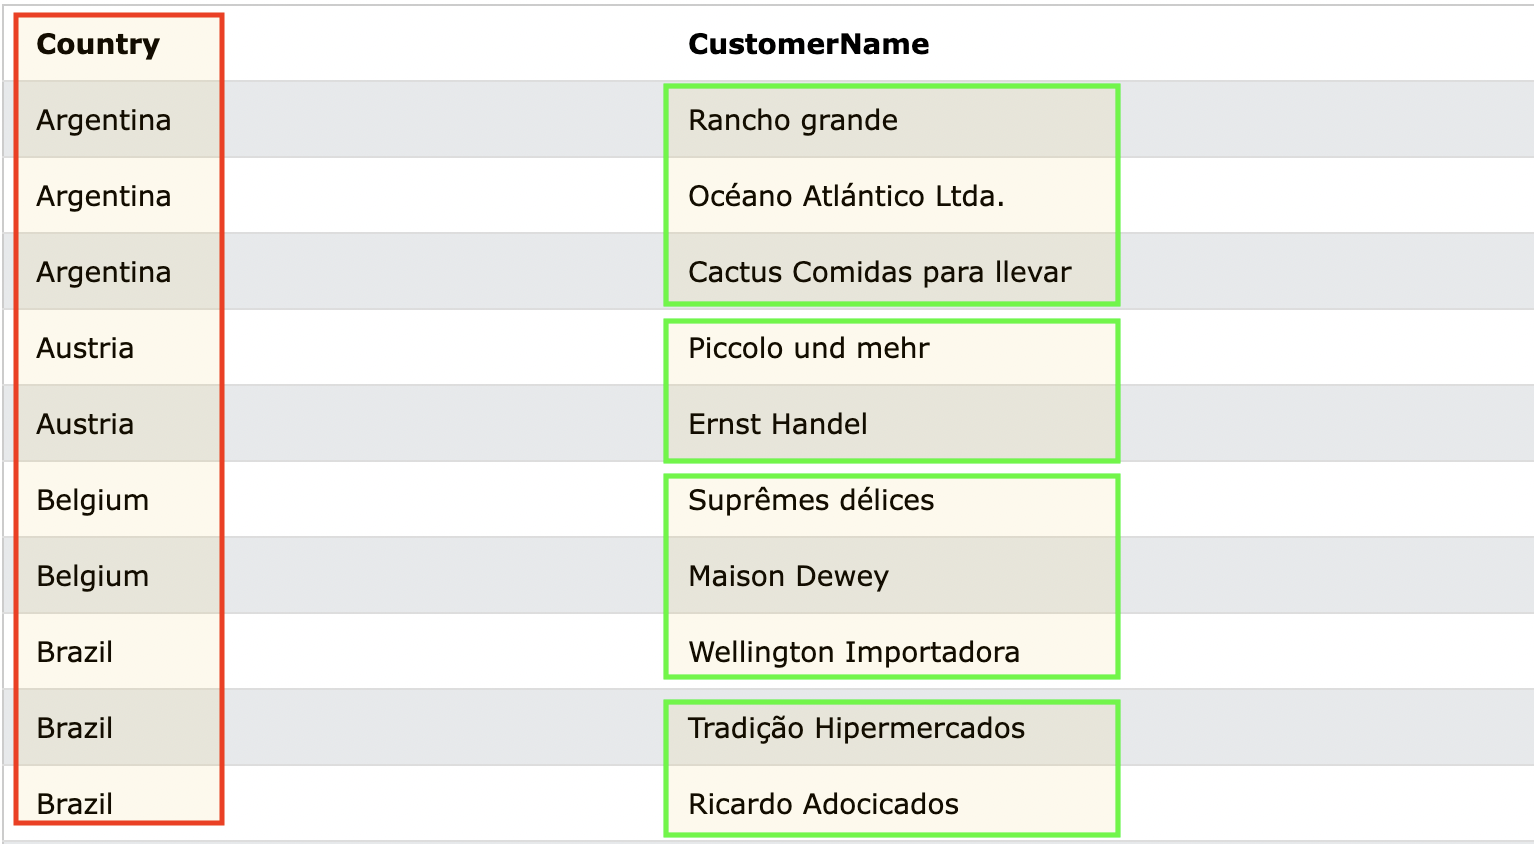 Country CustomerName
Argentina Rancho grande
Argentina Océano Atlántico Ltda.
Argentina Cactus Comidas para llevar
Austria Piccolo und mehr
Austria Ernst Handel
Belgium Suprêmes délices
Belgium Maison Dewey
Brazil Wellington Importadora
Brazil Tradição Hipermercados
Brazil Ricardo Adocicados